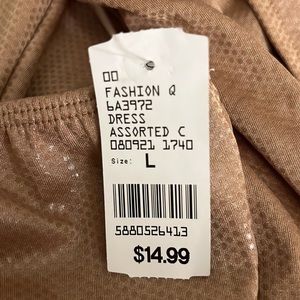 00
FASHION Q
6A3972
DRESS
ASSORTED C
080921 1740
Size: L
5880526413
$14.99